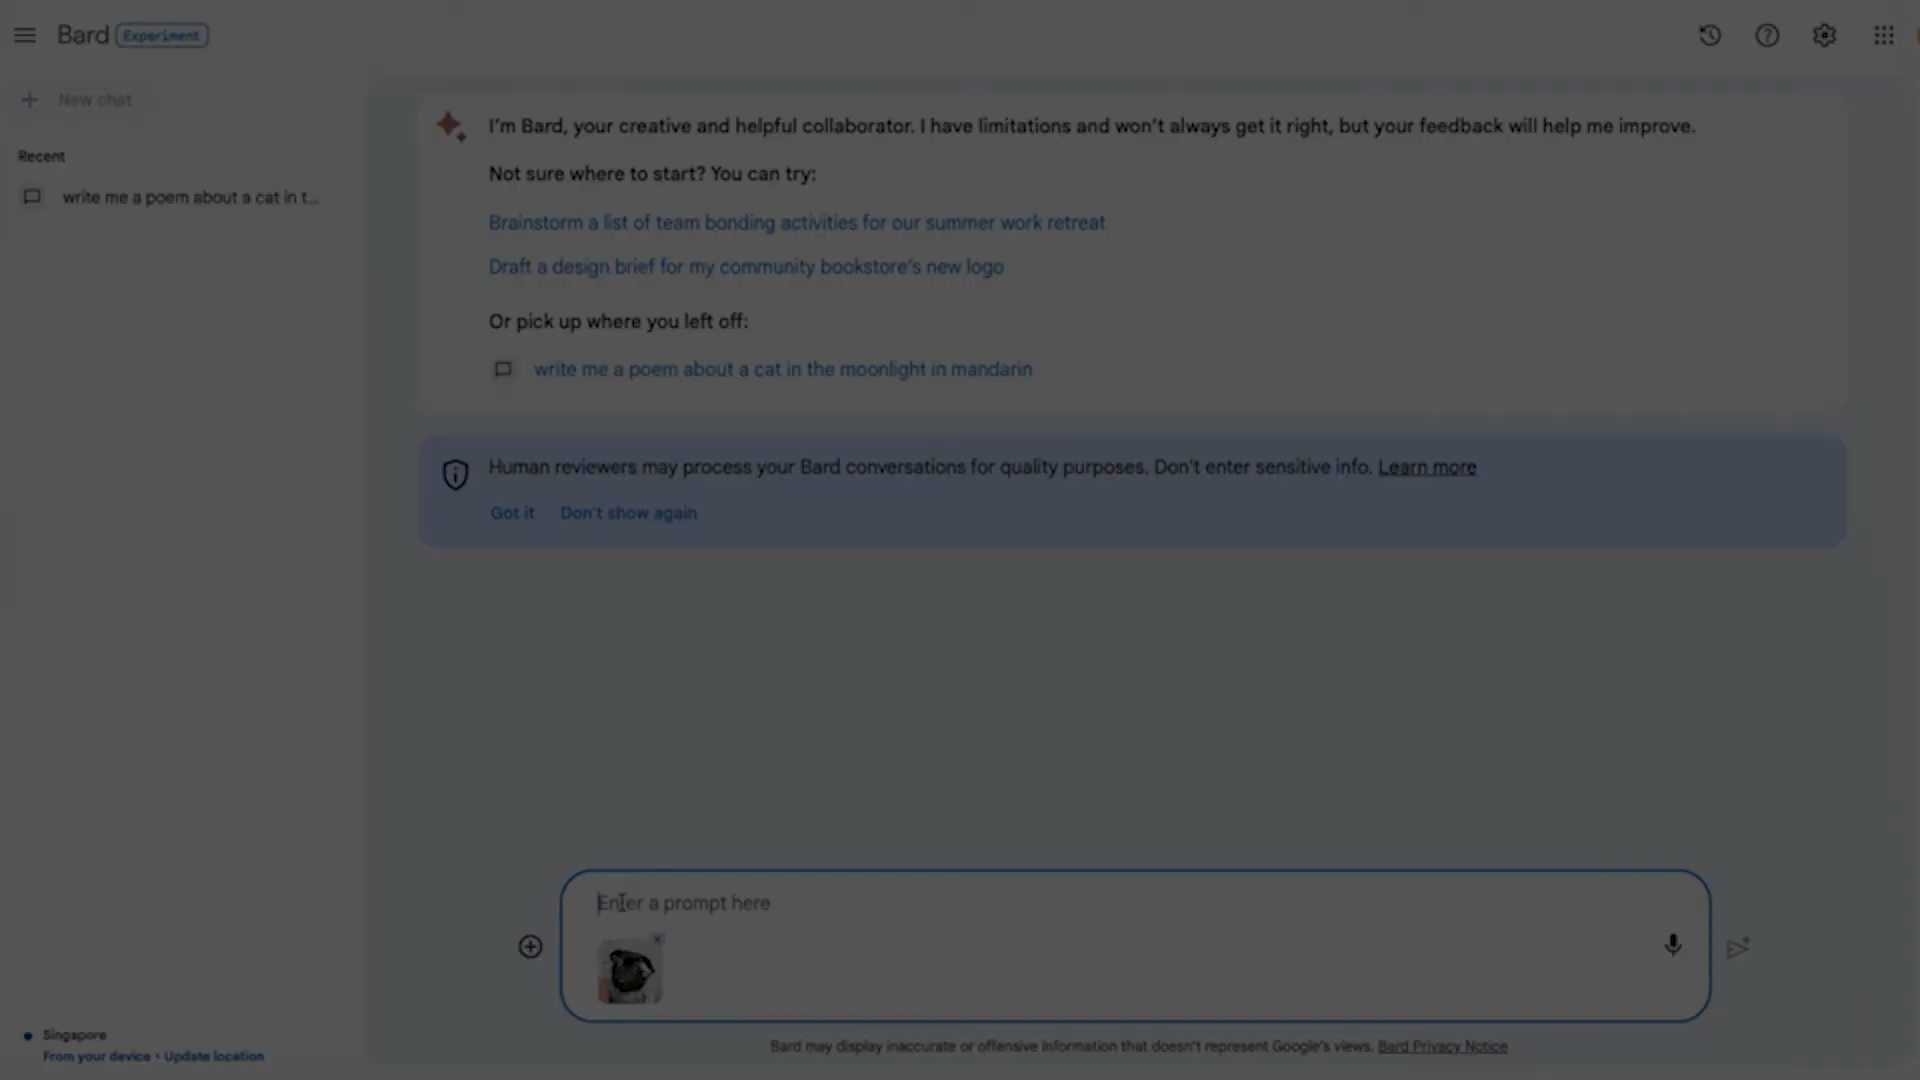 Bard Experiment
New chat
Recent
write me a poem about a cat in t...
I'm Bard, your creative and helpful collaborator. I have limitations and won't always get it right, but your feedback will help me improve.
Not sure where to start? You can try:
Brainstorm a list of team bonding activities for our summer work retreat
Draft a design brief for my community bookstore's new logo
Or pick up where you left off:
write me a poem about a cat in the moonlight in mandarin
Human reviewers may process your Bard conversations for quality purposes. Don't enter sensitive info. Learn more
Got it Don't show again
Enter a prompt here
Singapore
From your device • Update location
Bard may display inaccurate or offensive information that doesn't represent Google's views. Bard Privacy Notice